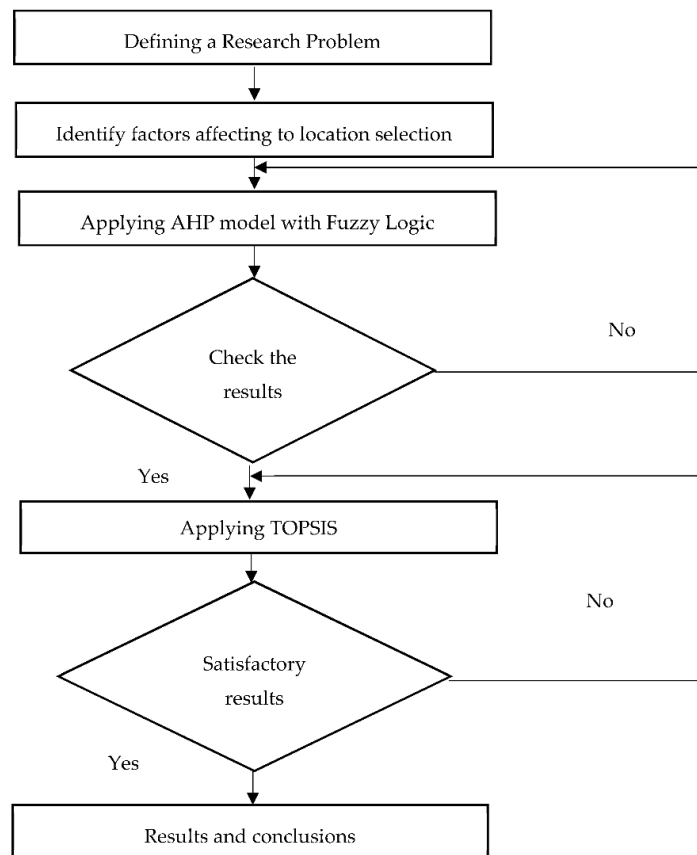 Defining a Research Problem
Identify factors affecting to location selection
Applying AHP model with Fuzzy Logic
No
Check the
results
Yes
Applying TOPSIS
No
Satisfactory
results
Yes
Results and conclusions